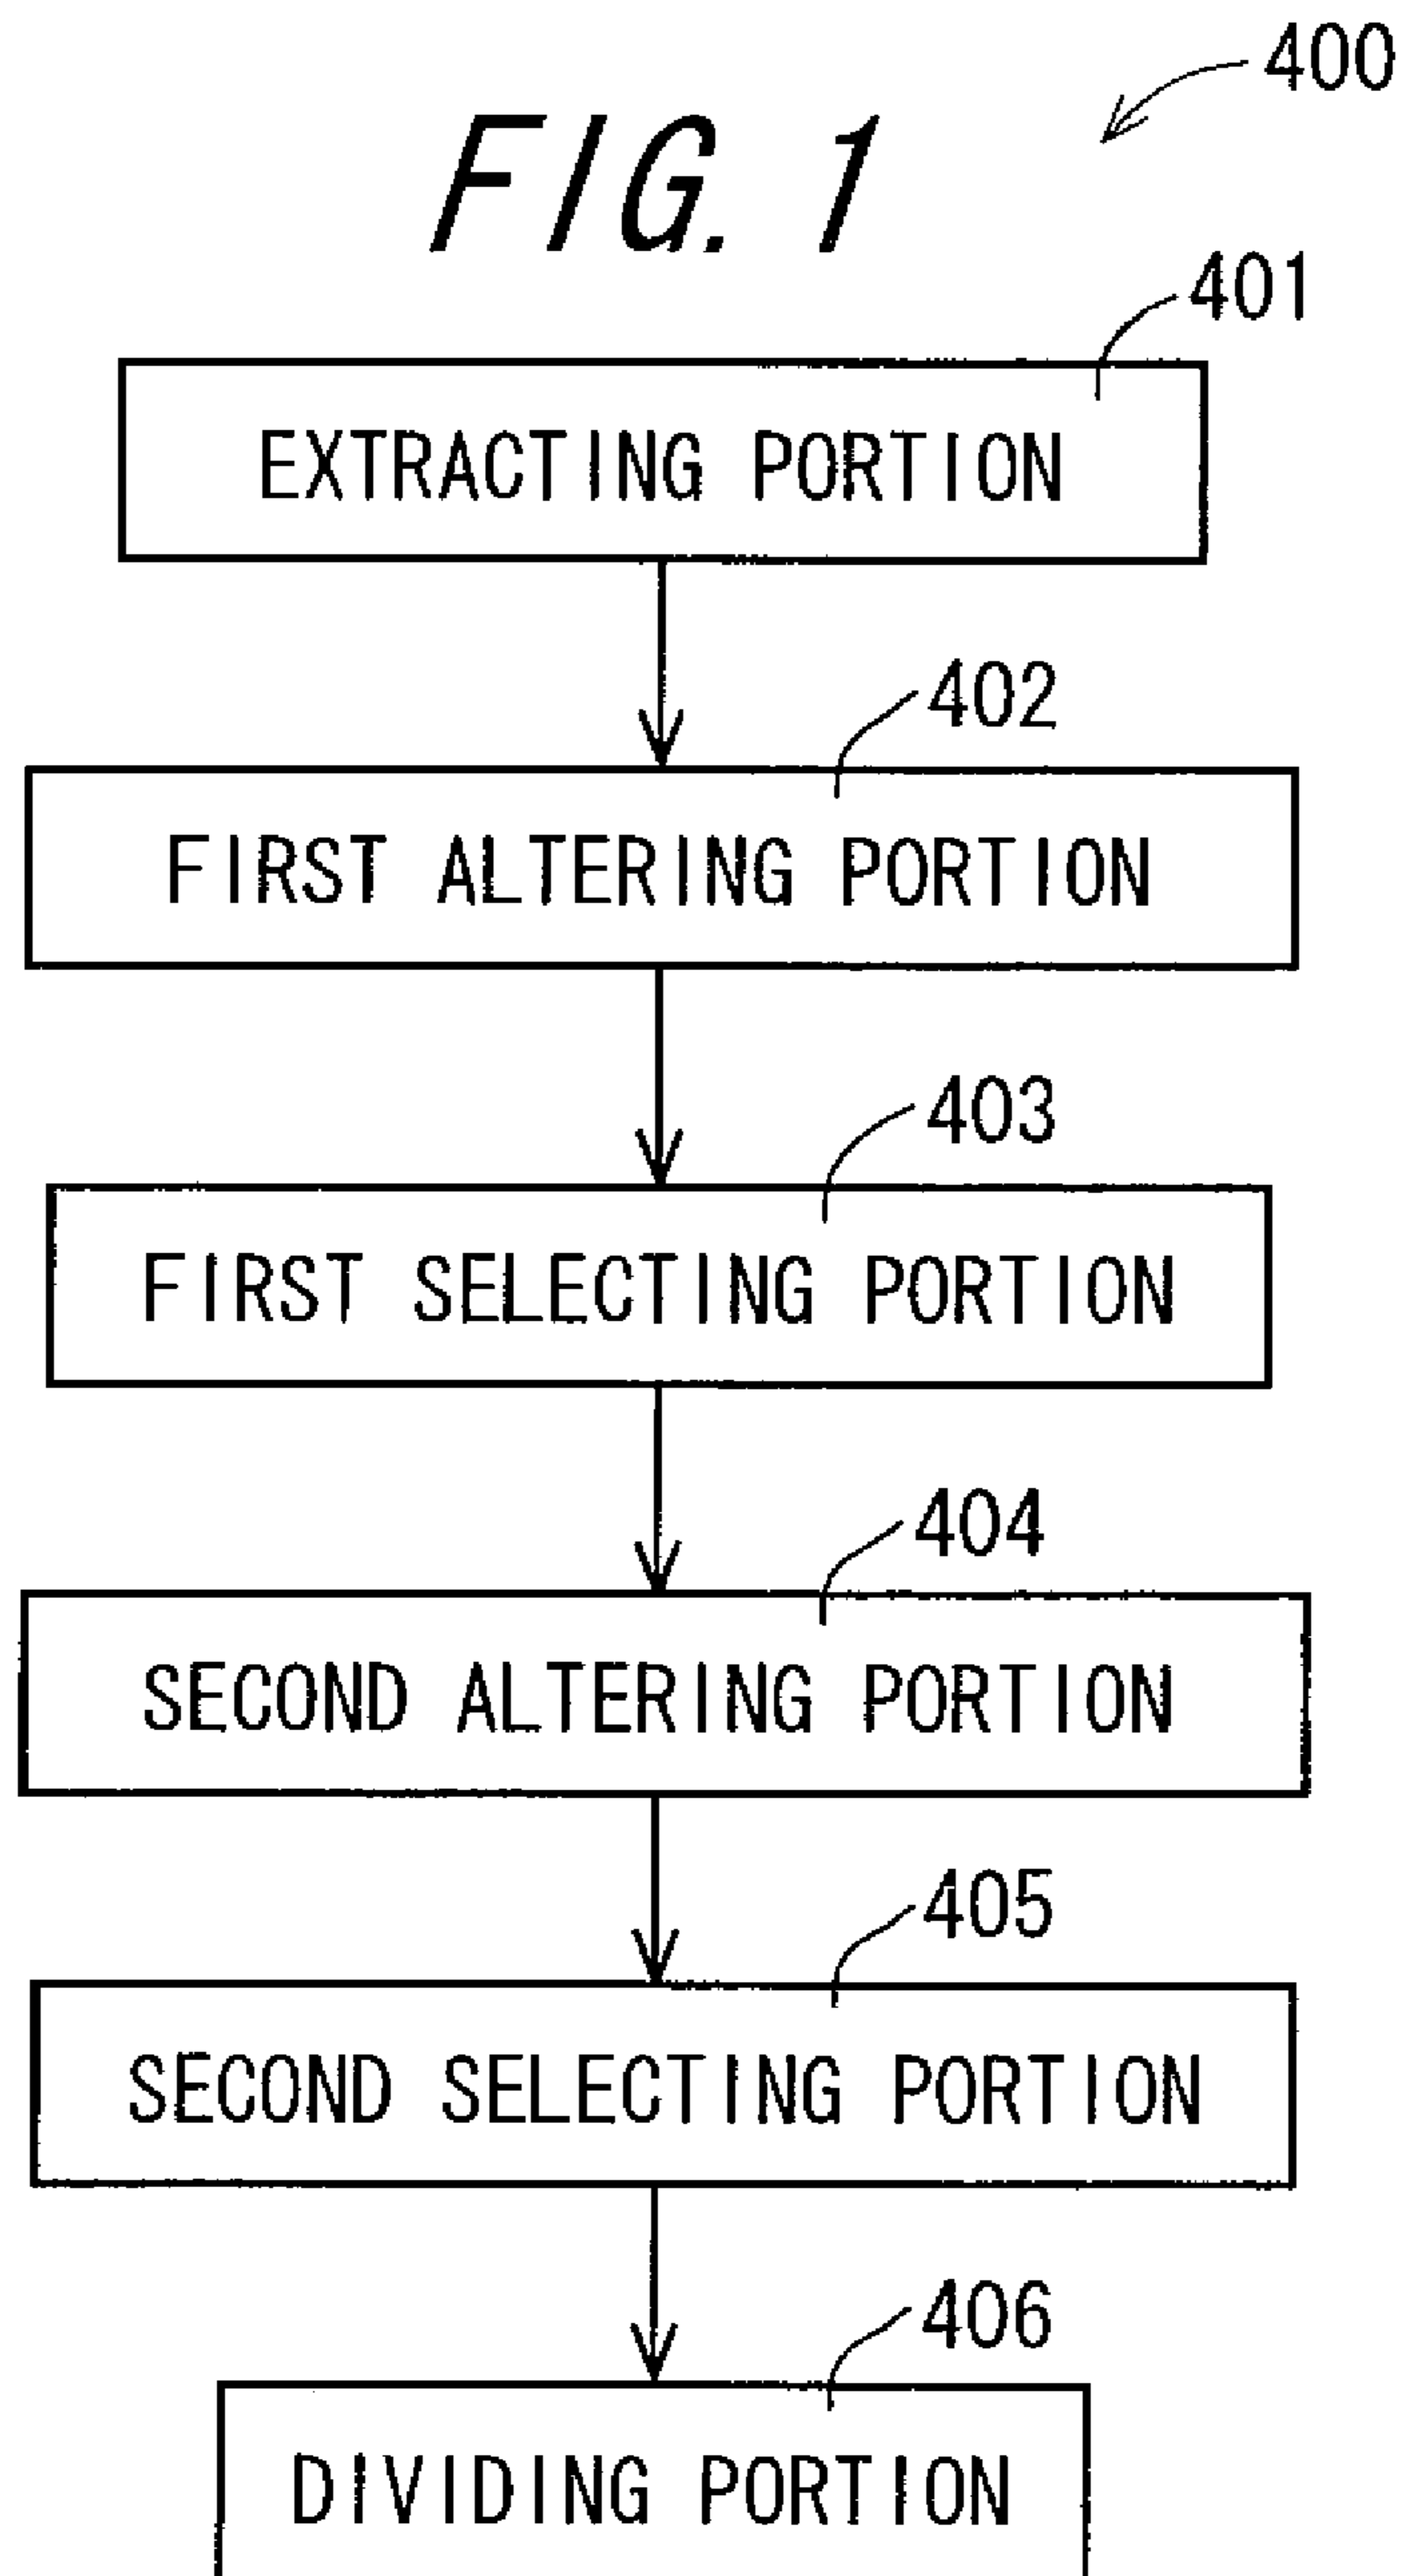 400
FIG. 1
401
EXTRACTING PORTION
402
FIRST ALTERING PORTION
403
FIRST SELECTING PORTION
404
SECOND ALTERING PORTION
405
SECOND SELECTING PORTION
406
DIVIDING PORTION